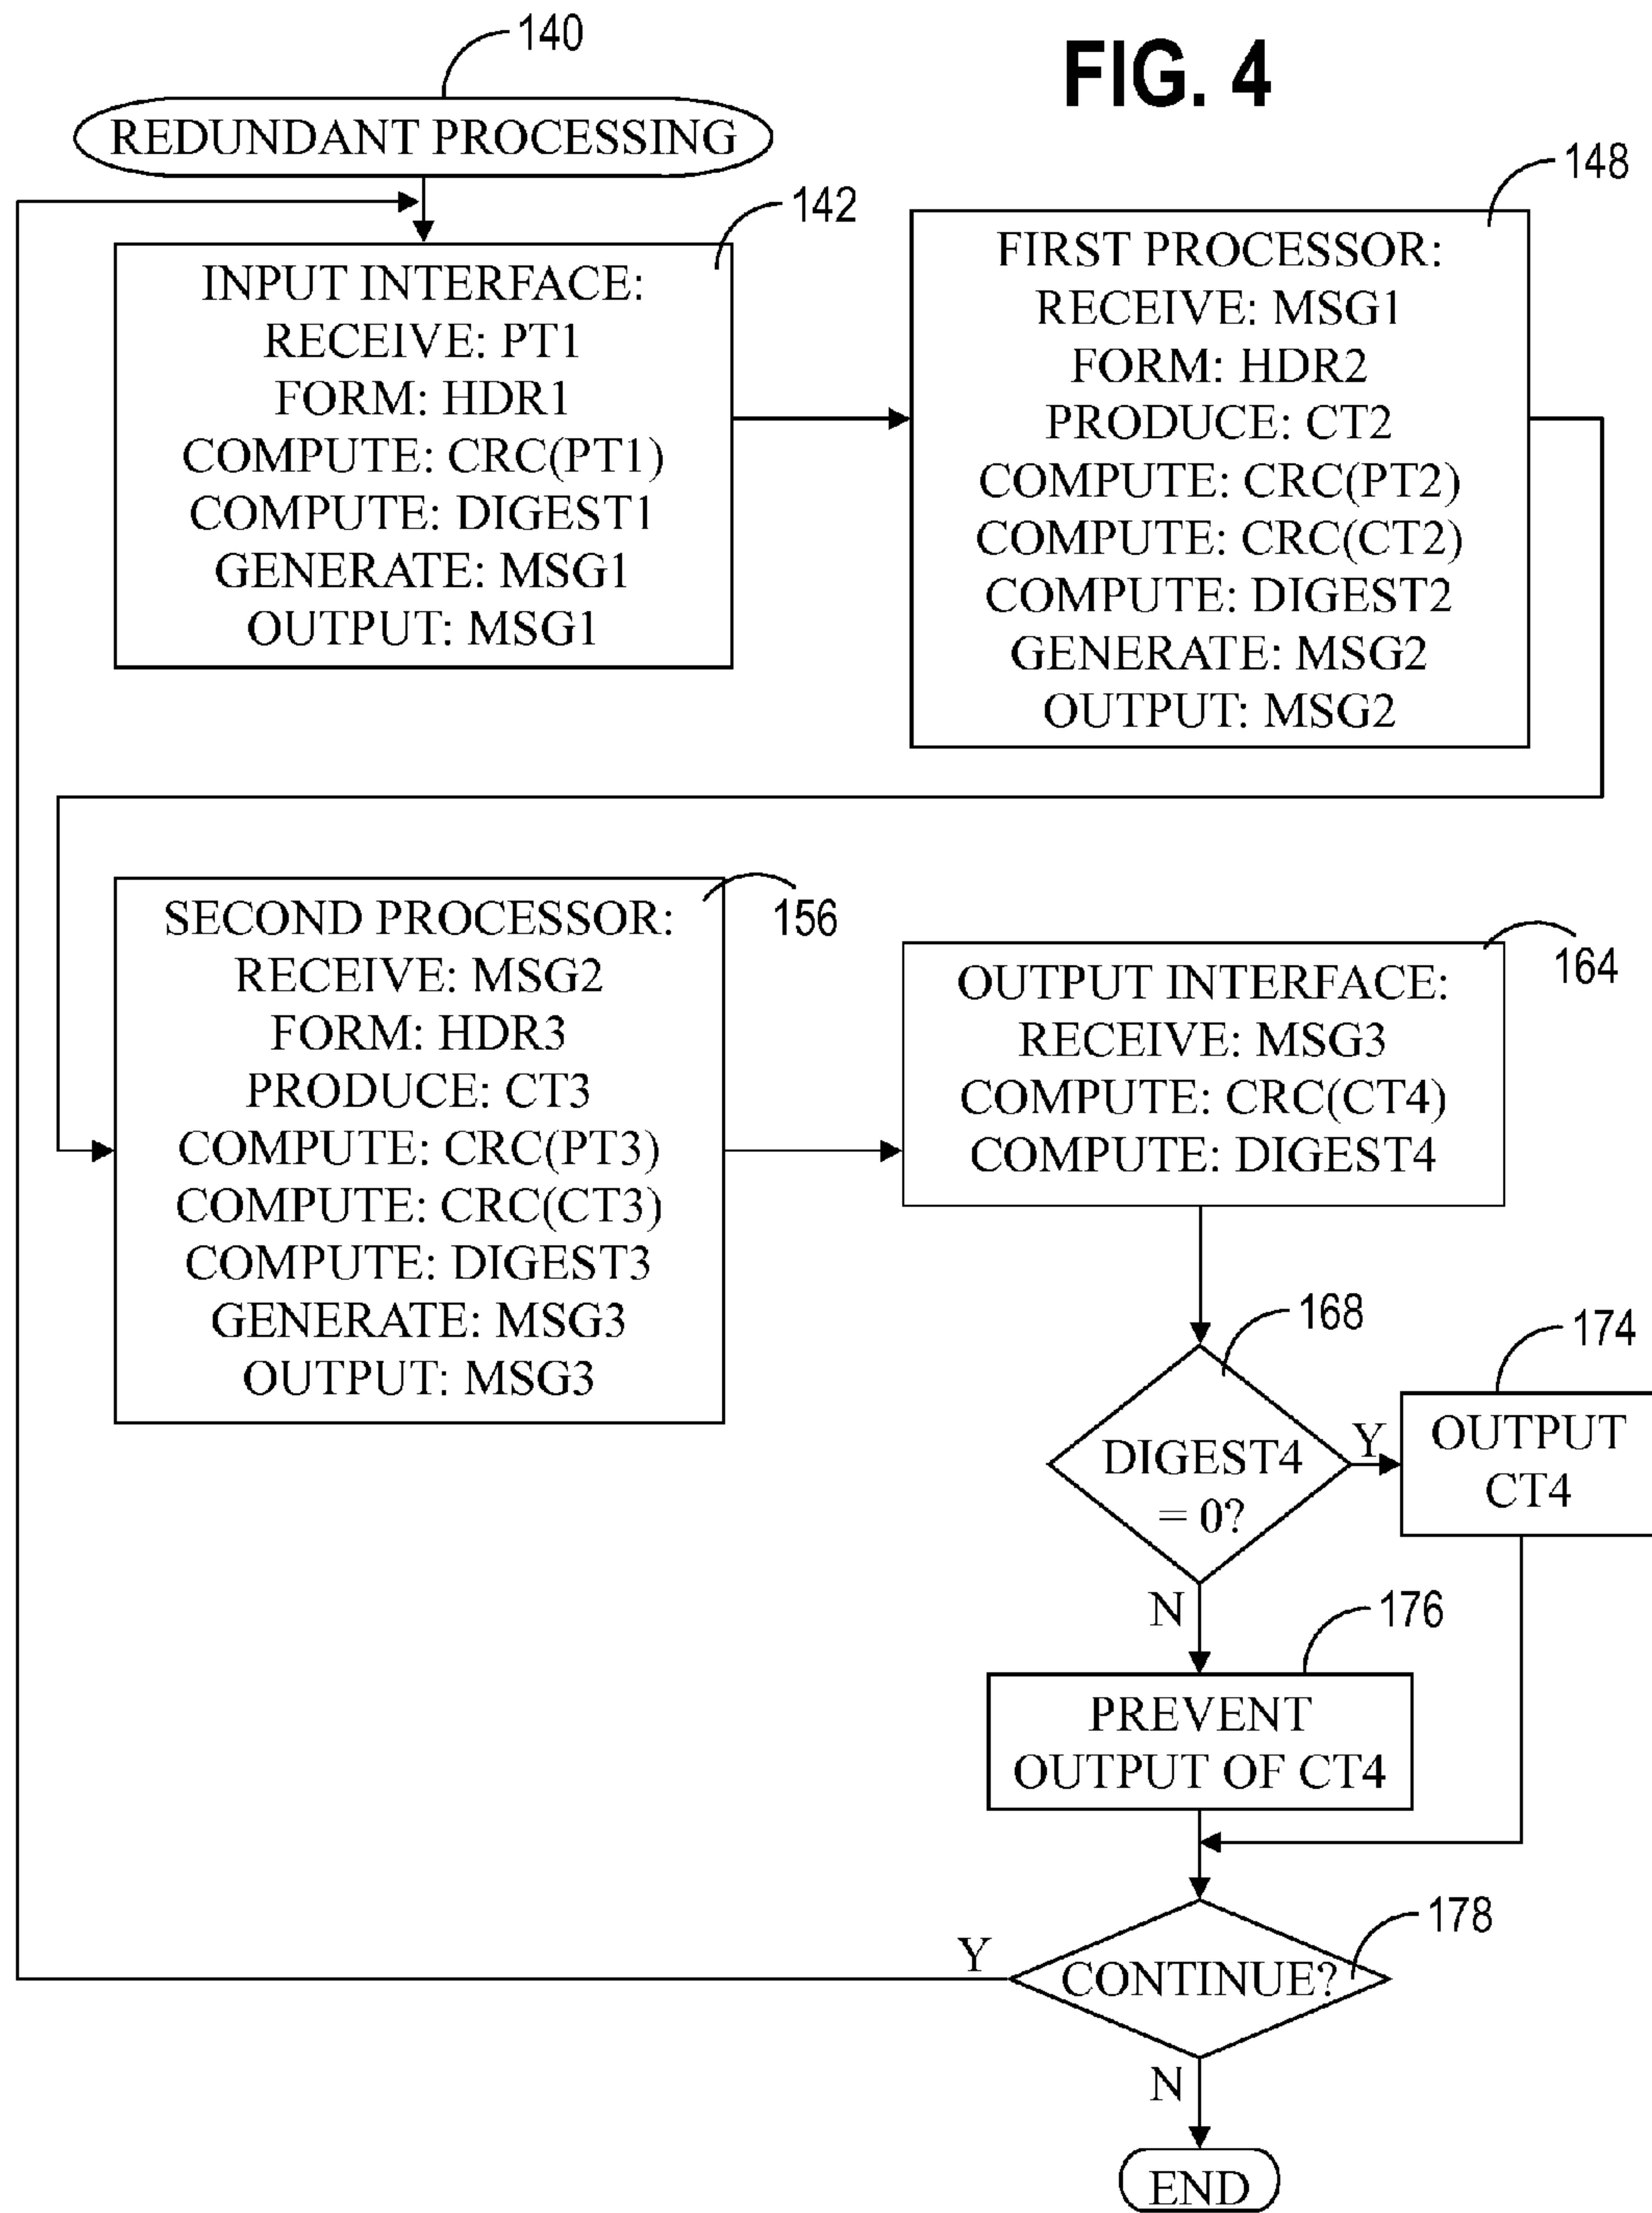 140
FIG. 4
REDUNDANT PROCESSING
142
INPUT INTERFACE:
RECEIVE: PT1
FORM: HDR1
COMPUTE: CRC(PT1)
COMPUTE: DIGEST1
GENERATE: MSG1
OUTPUT: MSG1
148
FIRST PROCESSOR:
RECEIVE: MSG1
FORM: HDR2
PRODUCE: CT2
COMPUTE: CRC(PT2)
COMPUTE: CRC(CT2)
COMPUTE: DIGEST2
GENERATE: MSG2
OUTPUT: MSG2
156
SECOND PROCESSOR:
RECEIVE: MSG2
FORM: HDR3
PRODUCE: CT3
COMPUTE: CRC(PT3)
COMPUTE: CRC(CT3)
COMPUTE: DIGEST3
GENERATE: MSG3
OUTPUT: MSG3
164
OUTPUT INTERFACE:
RECEIVE: MSG3
COMPUTE: CRC(CT4)
COMPUTE: DIGEST4
168
DIGEST4
= 0?
Y
174
OUTPUT
CT4
N
176
PREVENT
OUTPUT OF CT4
178
CONTINUE?
Y
N
END